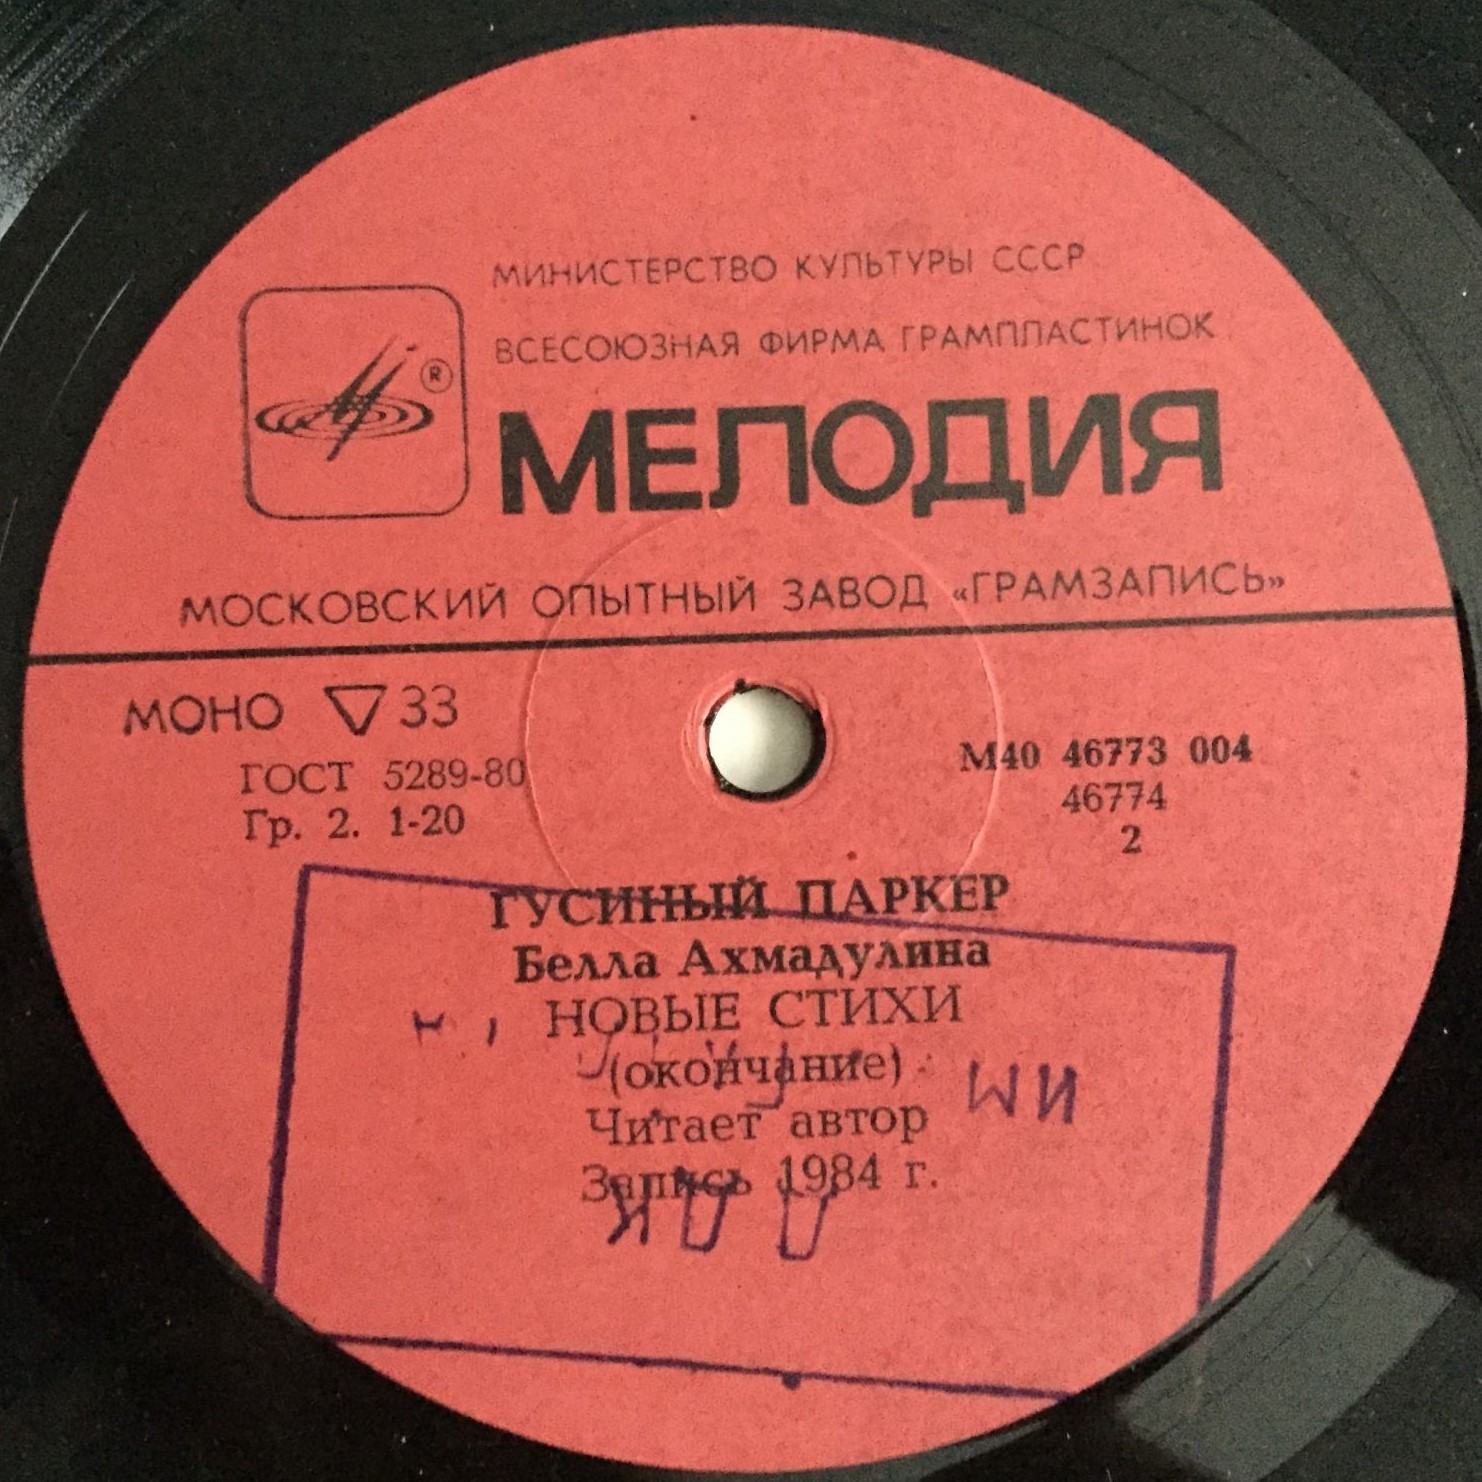 МИНИСТЕРСТВО КУЛЬТУРЫ СССР
ВСЕСОЮЗНАЯ ФИРМА ГРАМПЛАСТИНОК
®
МЕЛОДИЯ
МОСКОВСКИЙ ОПЫТНЫЙ ЗАВОД «ГРАМЗАПИСЬ»
МОНО ▽ 33
ГОСТ 5289-80
Гр. 2. 1-20
М40 46773 004
46774
2
ГУСИНЫЙ ПАРКЕР
Белла Ахмадулина
НОВЫЕ СТИХИ
(окончание)
Читает автор
Запись 1984 г.